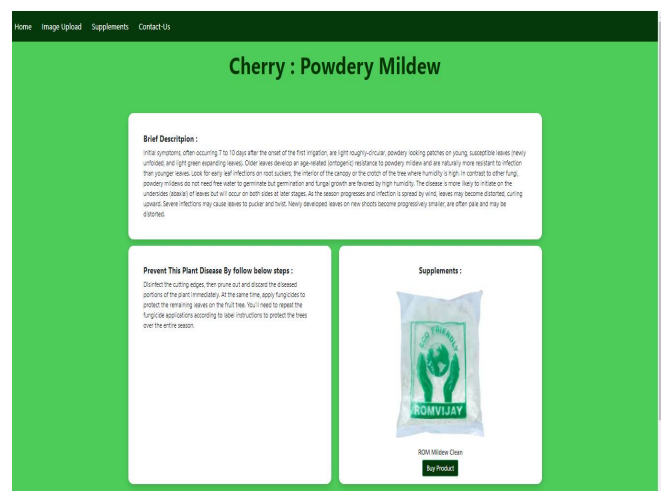 Home Image Upload Supplements Contact-Us
Cherry : Powdery Mildew
Brief Descritpion :
Initial symptoms, often occurring 7 to 10 days after the onset of the first irrigation, are light roughly-circular, powdery looking patches on young, susceptible leaves (newly
unfolded, and light green expanding leaves). Older leaves develop an age-related (ontogenic) resistance to powdery mildew and are naturally more resistant to infection
than younger leaves. Look for early leaf infections on root suckers, the interior of the canopy or the crotch of the tree where humidity is high. In contrast to other fungi,
powdery mildews do not need free water to germinate but germination and fungal growth are favored by high humidity. The disease is more likely to initiate on the
undersides (abaxial) of leaves but will occur on both sides at later stages. As the season progresses and infection is spread by wind, leaves may become distorted, curling
upward. Severe infections may cause leaves to pucker and twist. Newly developed leaves on new shoots become progressively smaller, are often pale and may be
distorted.
Prevent This Plant Disease By follow below steps :
Disinfect the cutting edges, then prune out and discard the diseased
portions of the plant immediately. At the same time, apply fungicides to
protect the remaining leaves on the fruit tree. You'll need to repeat the
fungicide applications according to label instructions to protect the trees
over the entire season.
Supplements :
ECO FRIENDLY
ROMVIJAY
ROM Mildew Clean
Buy Product